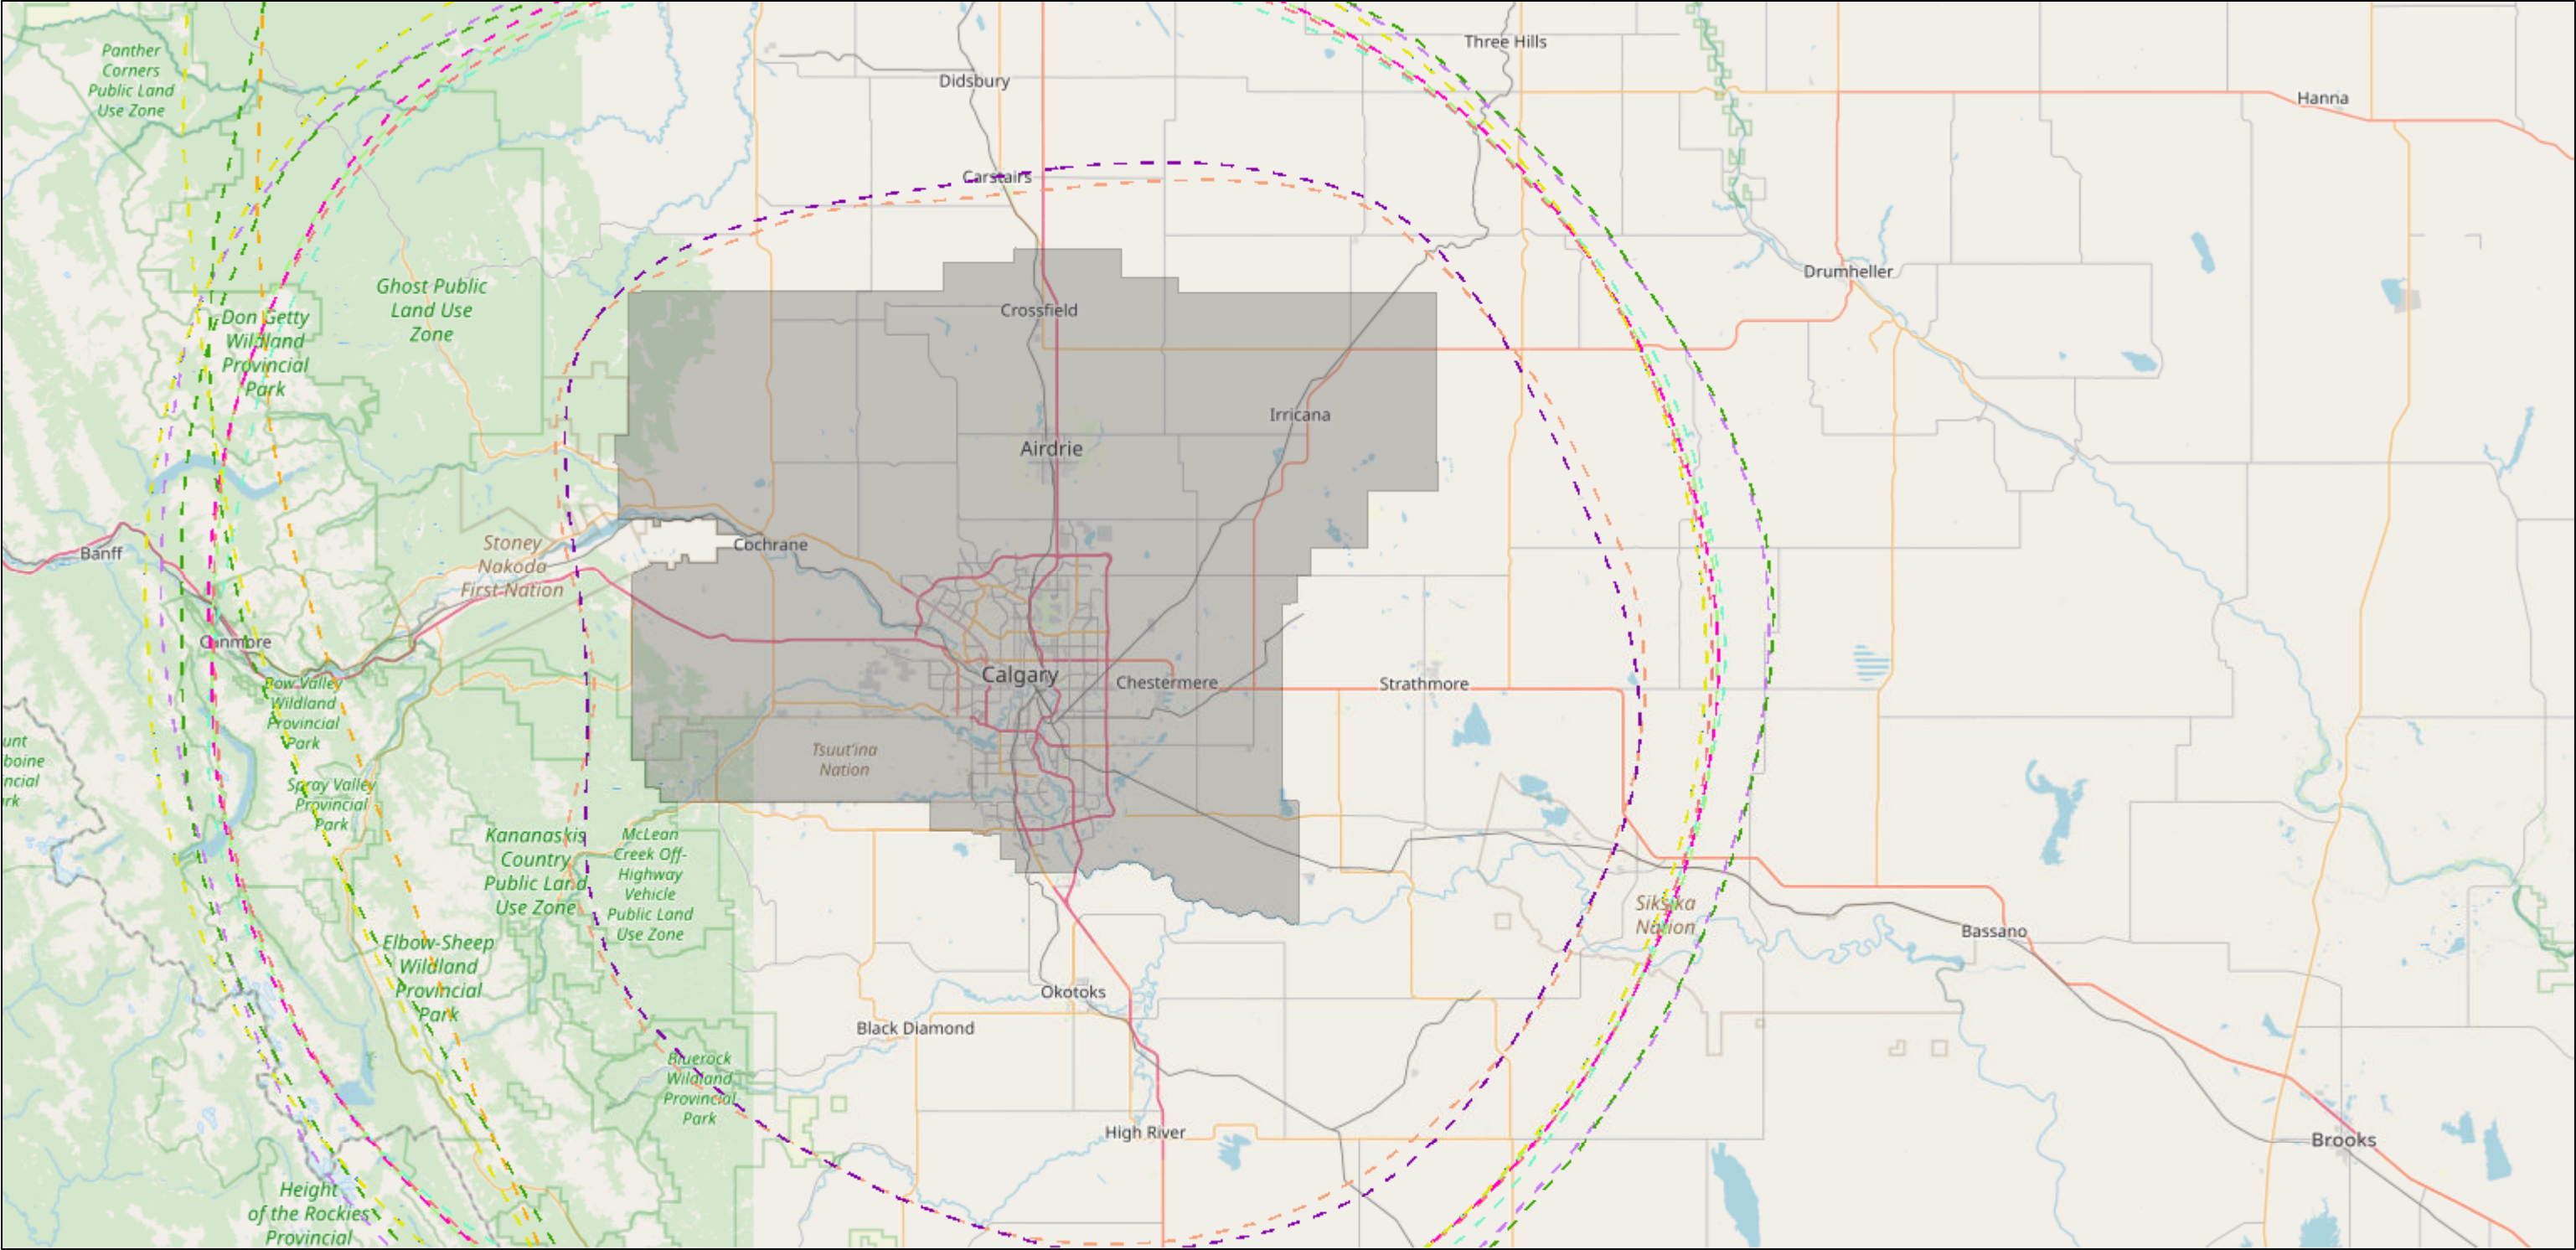 Three Hills
Panther
Corners
Public Land
Use Zone
Didsbury
Hanna
Carstairs
Drumheller
Ghost Public
Land Use
Zone
Crossfield
Don Getty
Wildland
Provincial
Park
Irricana
Airdrie
Stoney
Nakoda
First Nation
Cochrane
Banff
Canmore
Calgary
Chestermere
Strathmore
Bow Valley
Wildland
Provincial
Park
unt
boine
ncial
rk
Tsuut'ina
Nation
Spray Valley
Provincial
Park
Kananaskis
Country
Public Land
Use Zone
McLean
Creek Off-
Highway
Vehicle
Public Land
Use Zone
Siksika
Nation
Bassano
Elbow-Sheep
Wildland
Provincial
Park
Okotoks
Black Diamond
Bluerock
Wildland
Provincial
Park
High River
Brooks
Height
of the Rockies
Provincial